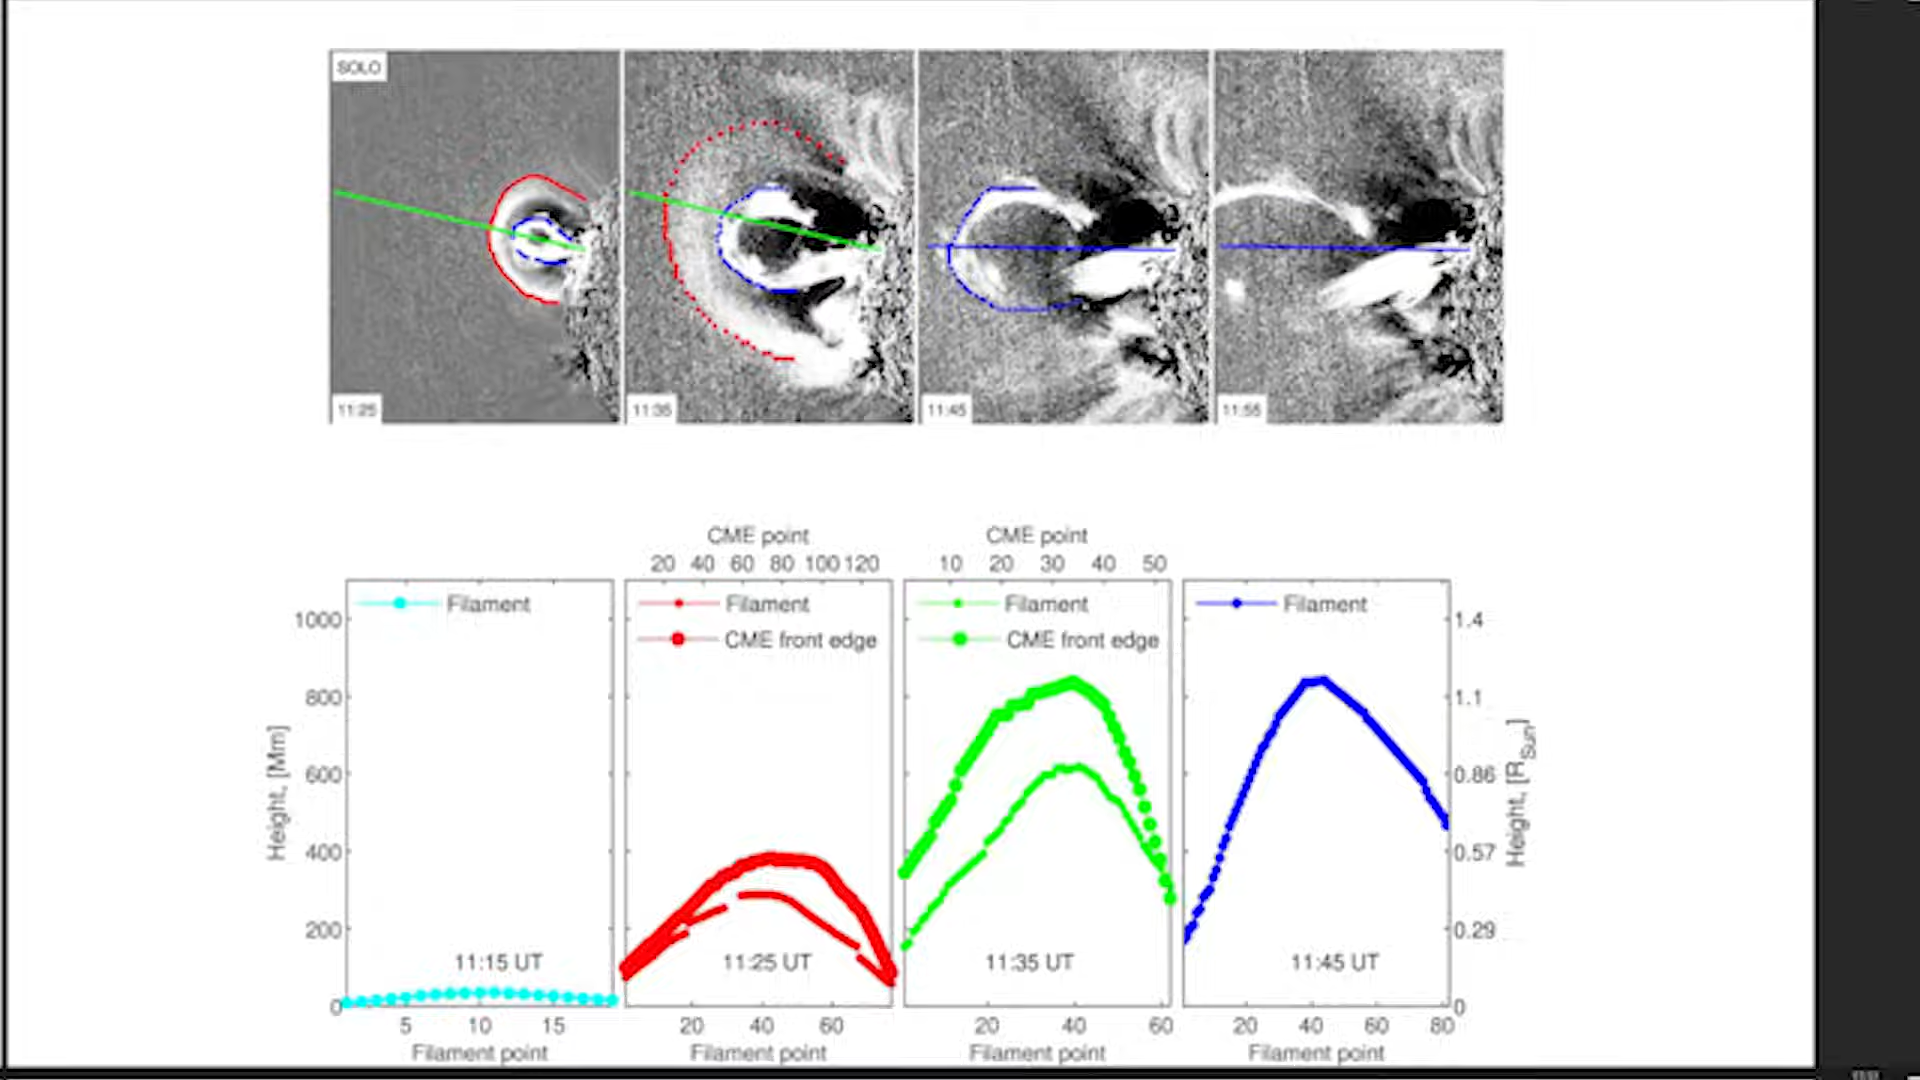 SOLO
11:25
11:35
11:45
11:55
CME point
CME point
20 40 60 80 100 120
10 20 30 40 50
Filament
Filament
Filament
Filament
CME front edge
CME front edge
1000
800
600
400
200
0
Height, [Mm]
1.4
1.1
0.86
0.57
0.29
0
Height, [RSun]
11:15 UT
11:25 UT
11:35 UT
11:45 UT
5 10 15
20 40 60
20 40 60
20 40 60 80
Filament point
Filament point
Filament point
Filament point